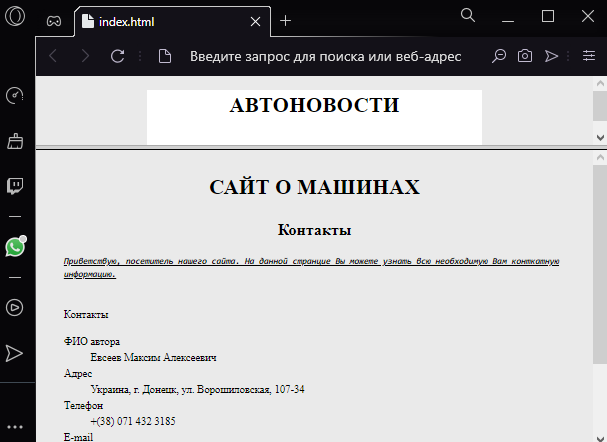 index.html
Введите запрос для поиска или веб-адрес
АВТОНОВОСТИ
САЙТ О МАШИНАХ
Контакты
Приветствую, посетитель нашего сайта. На данной странцие Вы можете узнать всю необходимую Вам конткатную
информацию.
Контакты
ФИО автора
Евсеев Максим Алексеевич
Адрес
Украина, г. Донецк, ул. Ворошиловская, 107-34
Телефон
+(38) 071 432 3185
E-mail